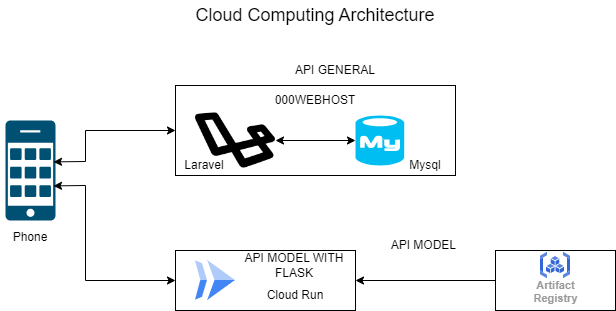 Cloud Computing Architecture
API GENERAL
000WEBHOST
Laravel
My
Mysql
Phone
API MODEL WITH
FLASK
Cloud Run
API MODEL
Artifact
Registry